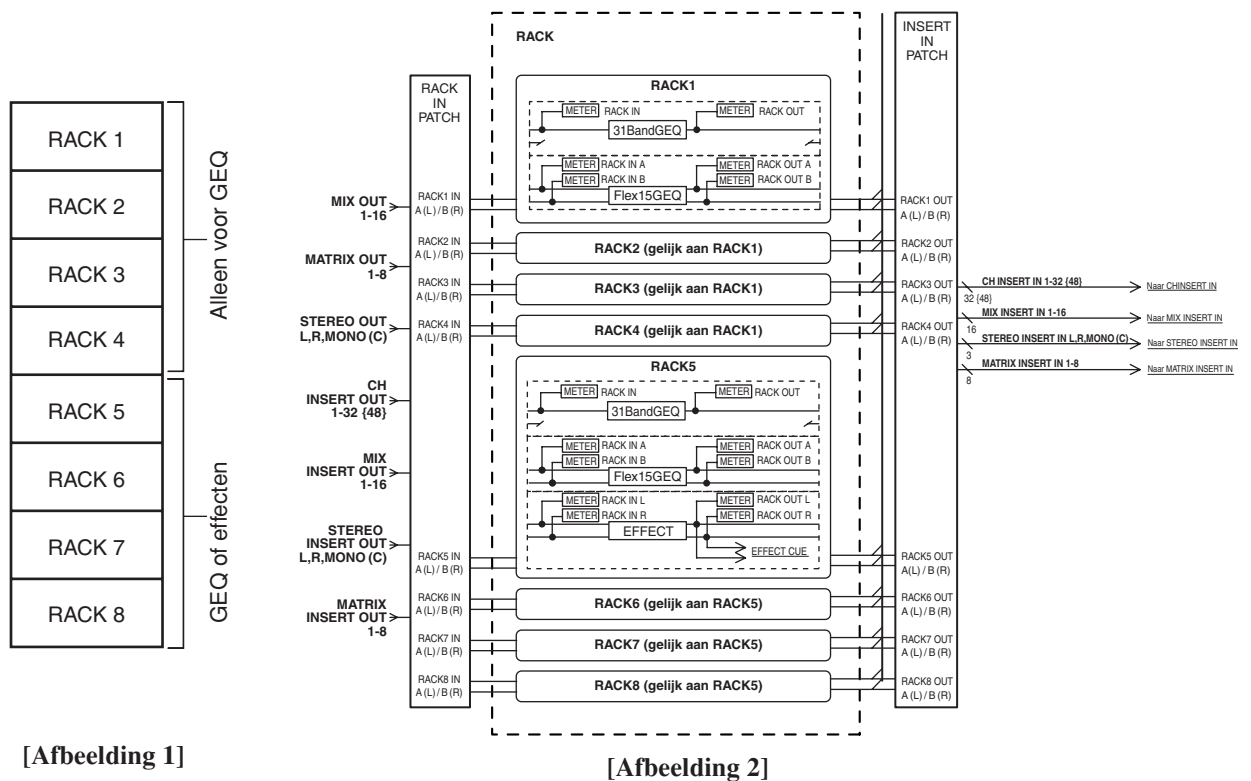 RACK 1
RACK 2
RACK 3
RACK 4
RACK 5
RACK 6
RACK 7
RACK 8
Alleen voor GEQ
GEQ of effecten
[Afbeelding 1]
MIX OUT
1-16
MATRIX OUT
1-8
STEREO OUT
L,R,MONO (C)
CH
INSERT OUT
1-32 {48}
MIX
INSERT OUT
1-16
STEREO
INSERT OUT
L,R,MONO (C)
MATRIX
INSERT OUT
1-8
RACK
IN
PATCH
RACK1 IN
A (L) / B (R)
RACK2 IN
A (L) / B (R)
RACK3 IN
A (L) / B (R)
RACK4 IN
A (L) / B (R)
RACK5 IN
A (L) / B (R)
RACK6 IN
A (L) / B (R)
RACK7 IN
A (L) / B (R)
RACK8 IN
A (L) / B (R)
RACK
RACK1
METER RACK IN
METER RACK OUT
31BandGEQ
METER RACK IN A
METER RACK OUT A
METER RACK IN B
METER RACK OUT B
Flex15GEQ
RACK2 (gelijk aan RACK1)
RACK3 (gelijk aan RACK1)
RACK4 (gelijk aan RACK1)
RACK5
METER RACK IN
METER RACK OUT
31BandGEQ
METER RACK IN A
METER RACK OUT A
METER RACK IN B
METER RACK OUT B
Flex15GEQ
METER RACK IN L
METER RACK OUT L
METER RACK IN R
METER RACK OUT R
EFFECT
EFFECT CUE
RACK6 (gelijk aan RACK5)
RACK7 (gelijk aan RACK5)
RACK8 (gelijk aan RACK5)
INSERT
IN
PATCH
RACK1 OUT
A (L) / B (R)
RACK2 OUT
A (L) / B (R)
RACK3 OUT
A (L) / B (R)
RACK4 OUT
A (L) / B (R)
RACK5 OUT
A(L) / B (R)
RACK6 OUT
A (L) / B (R)
RACK7 OUT
A (L) / B (R)
RACK8 OUT
A (L) / B (R)
CH INSERT IN 1-32 {48}
32 {48}
Naar CHINSERT IN
MIX INSERT IN 1-16
16
Naar MIX INSERT IN
STEREO INSERT IN L,R,MONO (C)
3
Naar STEREO INSERT IN
MATRIX INSERT IN 1-8
8
Naar MATRIX INSERT IN
[Afbeelding 2]